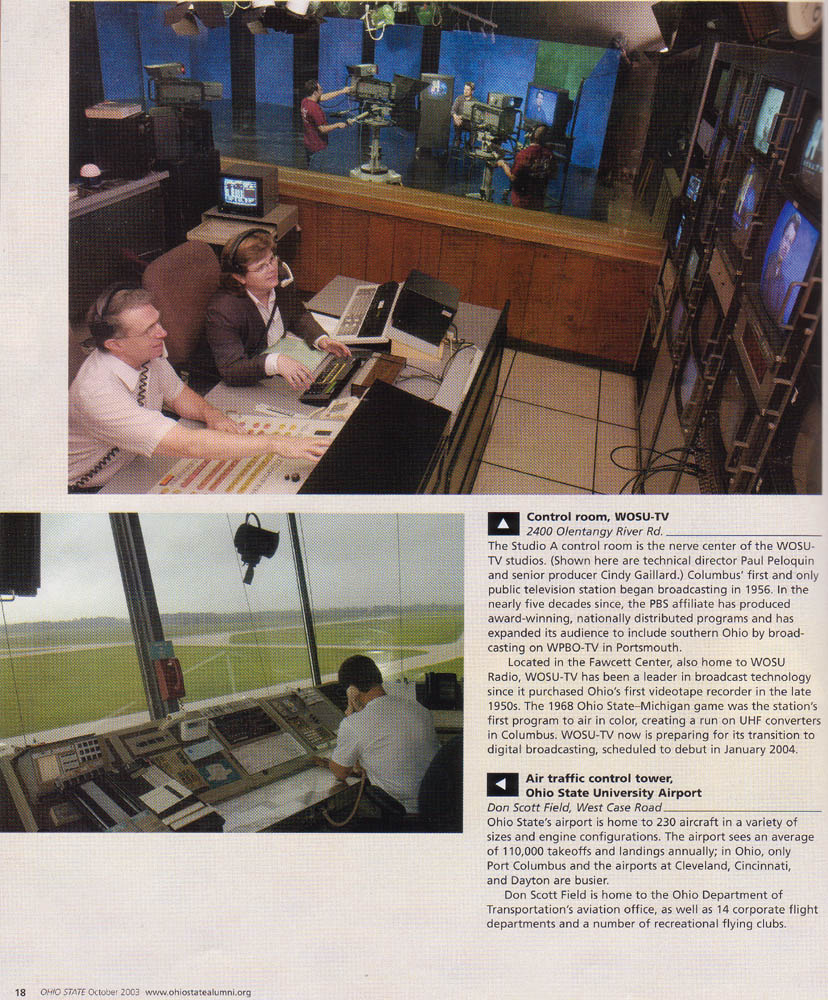 Control room, WOSU-TV
2400 Olentangy River Rd.
The Studio A control room is the nerve center of the WOSU-
TV studios. (Shown here are technical director Paul Peloquin
and senior producer Cindy Gaillard.) Columbus' first and only
public television station began broadcasting in 1956. In the
nearly five decades since, the PBS affiliate has produced
award-winning, nationally distributed programs and has
expanded its audience to include southern Ohio by broad-
casting on WPBO-TV in Portsmouth.
Located in the Fawcett Center, also home to WOSU
Radio, WOSU-TV has been a leader in broadcast technology
since it purchased Ohio's first videotape recorder in the late
1950s. The 1968 Ohio State–Michigan game was the station's
first program to air in color, creating a run on UHF converters
in Columbus. WOSU-TV now is preparing for its transition to
digital broadcasting, scheduled to debut in January 2004.
Air traffic control tower,
Ohio State University Airport
Don Scott Field, West Case Road
Ohio State's airport is home to 230 aircraft in a variety of
sizes and engine configurations. The airport sees an average
of 110,000 takeoffs and landings annually; in Ohio, only
Port Columbus and the airports at Cleveland, Cincinnati,
and Dayton are busier.
Don Scott Field is home to the Ohio Department of
Transportation's aviation office, as well as 14 corporate flight
departments and a number of recreational flying clubs.
18 OHIO STATE October 2003 www.ohiostatealumni.org